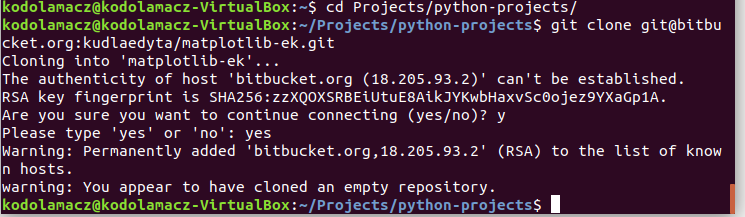 kodolamacz@kodolamacz-VirtualBox:~$ cd Projects/python-projacz/
kodolamacz@kodolamacz-VirtualBox:~/Projects/python-projects$ git clone git@bitbu
cket.org:kudlaedyta/matplotlib-ek.git
Cloning into 'matplotlib-ek'...
The authenticity of host 'bitbucket.org (18.205.93.2)' can't be established.
RSA key fingerprint is SHA256:zzXQOXSRBEiUtuE8AikJYKwbHaxvSc0ojez9YXaGp1A.
Are you sure you want to continue connecting (yes/no)? y
Please type 'yes' or 'no': yes
Warning: Permanently added 'bitbucket.org,18.205.93.2' (RSA) to the list of know
n hosts.
warning: You appear to have cloned an empty repository.
kodolamacz@kodolamacz-VirtualBox:~/Projects/python-projects$